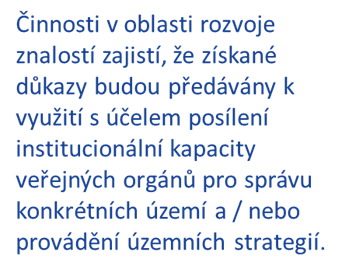 Činnosti v oblasti rozvoje
znalostí zajistí, že získané
důkazy budou předávány k
využití s účelem posílení
institucionální kapacity
veřejných orgánů pro správu
konkrétních území a / nebo
provádění územních strategií.